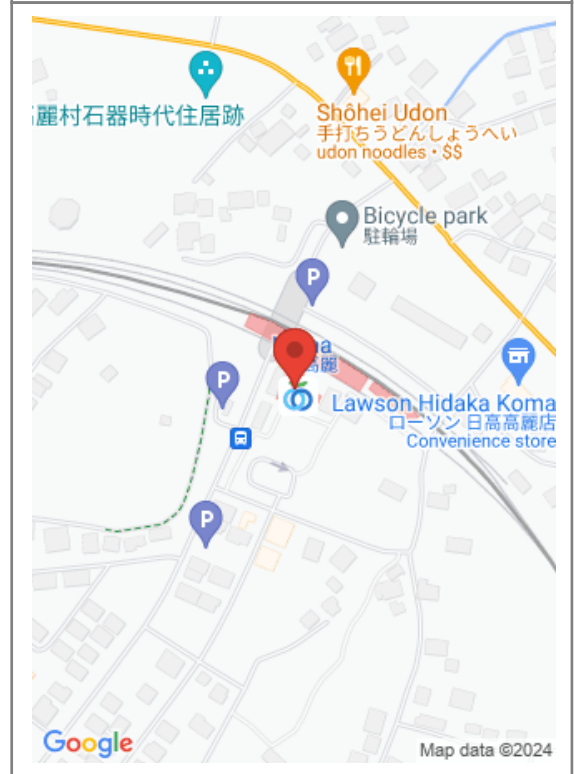 麗村石器時代住居跡
Shôhei Udon
手打ちうどんしょうへい
udon noodles • $$
Bicycle park
駐輪場
P
麗
P
Lawson Hidaka Koma
ローソン 日高高麗店
Convenience store
P
Google
Map data ©2024